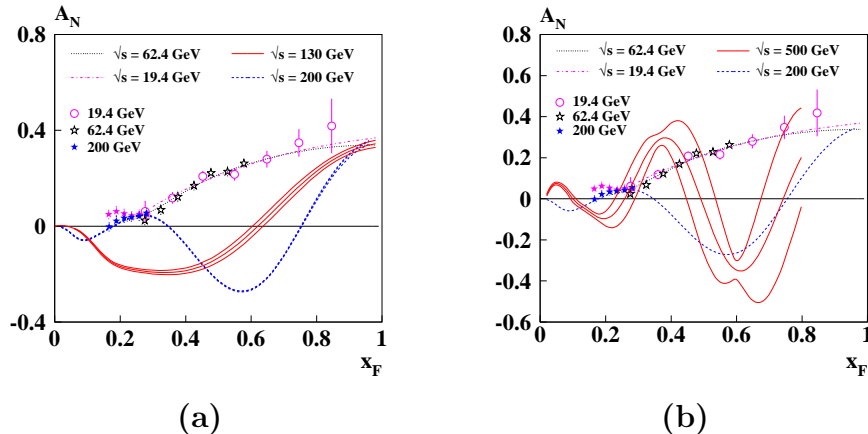 A_N
0.4
0
-0.4
√s = 62.4 GeV
√s = 130 GeV
√s = 19.4 GeV
√s = 200 GeV
19.4 GeV
62.4 GeV
200 GeV
0 0.2 0.4 0.6 0.8 1
x_F
(a)
A_N
0.8
0.6
0.4
0.2
0
-0.2
-0.4
-0.6
√s = 62.4 GeV
√s = 500 GeV
√s = 19.4 GeV
√s = 200 GeV
19.4 GeV
62.4 GeV
200 GeV
0 0.2 0.4 0.6 0.8 1
x_F
(b)